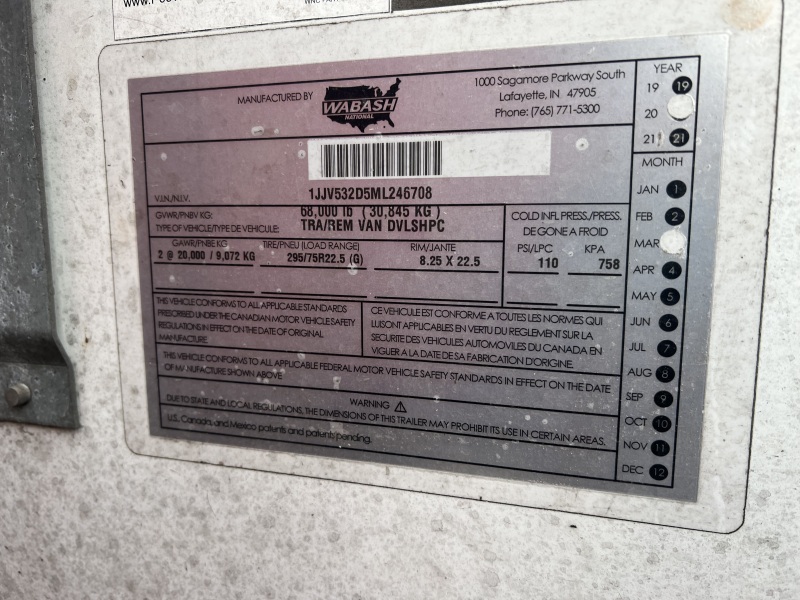 MANUFACTURED BY
WABASH
NATIONAL
1000 Sagamore Parkway South
Lafayette, IN 47905
Phone: (765) 771-5300
V.I.N./N.I.V.
1JJV532D5ML246708
GVWR/PNBV KG:
68,000 lb (30,845 KG)
TYPE OF VEHICLE/TYPE DE VEHICULE:
TRA/REM VAN DVLSHPC
GAWR/PNBE KG
TIRE/PNEU (LOAD RANGE)
RIM/JANTE
2 @ 20,000 / 9,072 KG
295/75R22.5 (G)
8.25 X 22.5
COLD INFL PRESS./PRESS.
DE GONE A FROID
PSI/LPC KPA
110 758
THIS VEHICLE CONFORMS TO ALL APPLICABLE STANDARDS
PRESCRIBED UNDER THE CANADIAN MOTOR VEHICLE SAFETY
REGULATIONS IN EFFECT ON THE DATE OF ORIGINAL
MANUFACTURE.
CE VEHICULE EST CONFORME A TOUTES LES NORMES QUI
LUISONT APPLICABLES EN VERTU DU REGLEMENT SUR LA
SECURITE DES VEHICULES AUTOMOVILES DU CANADA EN
VIGUER A LA DATE DE SA FABRICATION D'ORIGINE.
THIS VEHICLE CONFORMS TO ALL APPLICABLE FEDERAL MOTOR VEHICLE SAFETY STANDARDS IN EFFECT ON THE DATE
OF MANUFACTURE SHOWN ABOVE
WARNING
DUE TO STATE AND LOCAL REGULATIONS, THE DIMENSIONS OF THIS TRAILER MAY PROHIBIT ITS USE IN CERTAIN AREAS.
U.S., Canada, and Mexico patents and patents pending.
YEAR
19 19
20
21 21
MONTH
JAN 1
FEB 2
MAR
APR 4
MAY 5
JUN 6
JUL 7
AUG 8
SEP 9
OCT 10
NOV 11
DEC 12